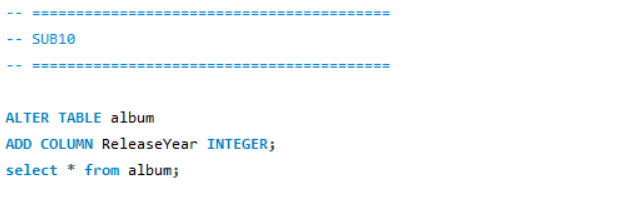 -- =========================================
-- SUB10
-- =========================================
ALTER TABLE album
ADD COLUMN ReleaseYear INTEGER;
select * from album;